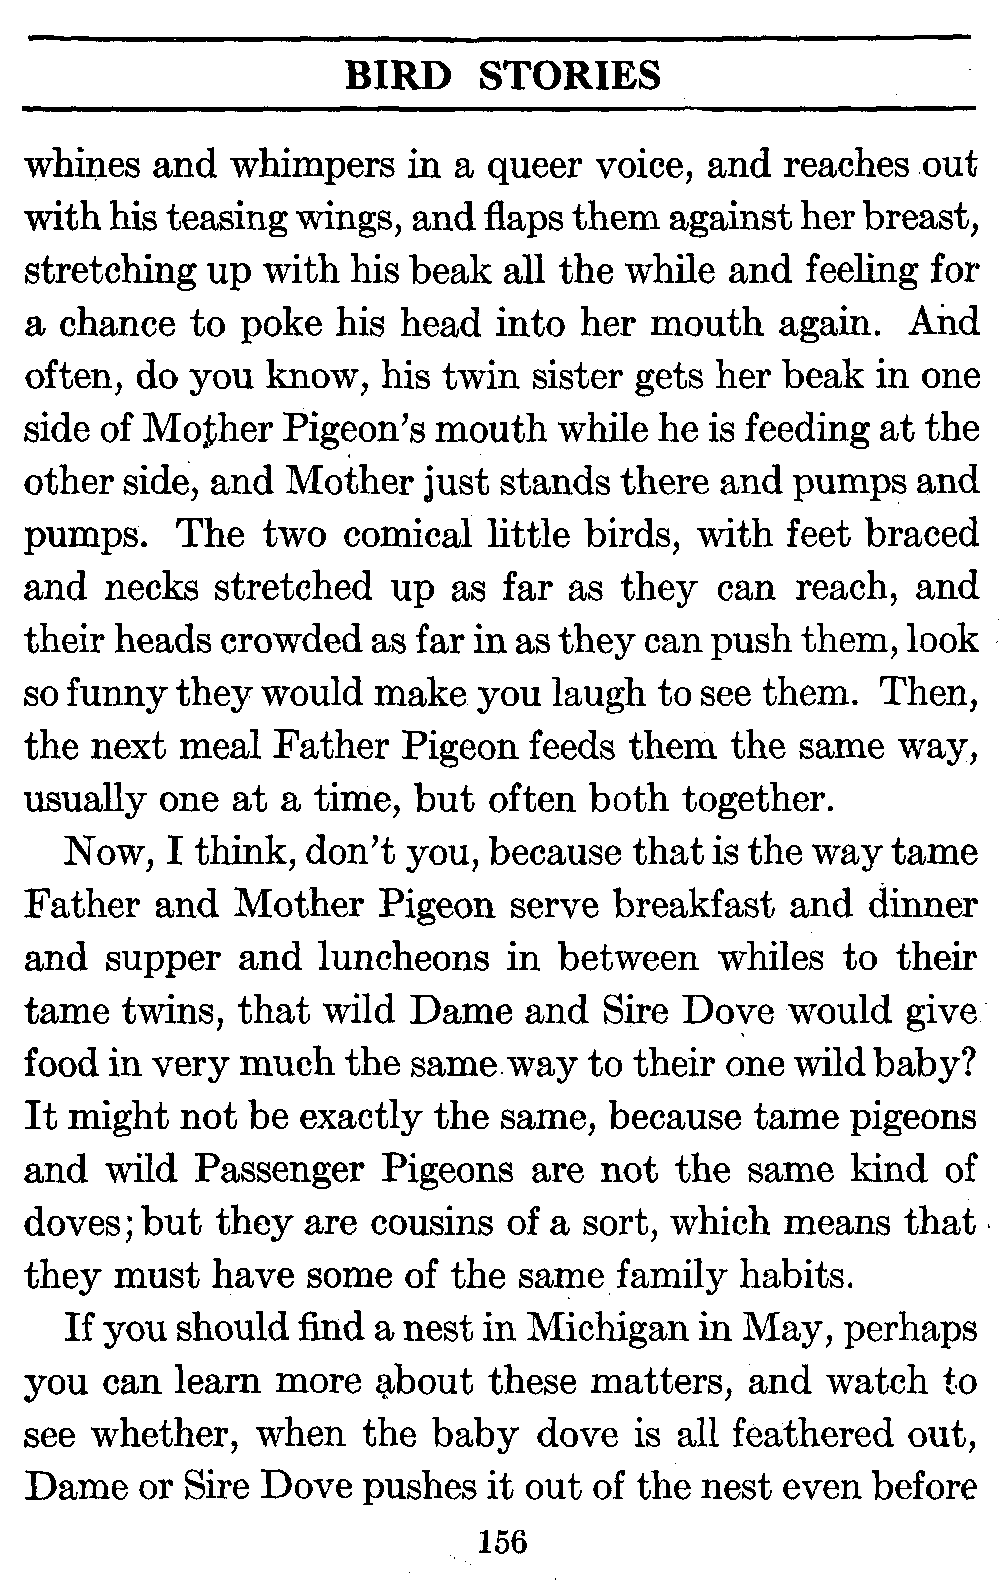 BIRD STORIES
whines and whimpers in a queer voice, and reaches out
with his teasing wings, and flaps them against her breast,
stretching up with his beak all the while and feeling for
a chance to poke his head into her mouth again. And
often, do you know, his twin sister gets her beak in one
side of Mother Pigeon's mouth while he is feeding at the
other side, and Mother just stands there and pumps and
pumps. The two comical little birds, with feet braced
and necks stretched up as far as they can reach, and
their heads crowded as far in as they can push them, look
so funny they would make you laugh to see them. Then,
the next meal Father Pigeon feeds them the same way,
usually one at a time, but often both together.
Now, I think, don't you, because that is the way tame
Father and Mother Pigeon serve breakfast and dinner
and supper and luncheons in between whiles to their
tame twins, that wild Dame and Sire Dove would give
food in very much the same way to their one wild baby?
It might not be exactly the same, because tame pigeons
and wild Passenger Pigeons are not the same kind of
doves; but they are cousins of a sort, which means that
they must have some of the same family habits.
If you should find a nest in Michigan in May, perhaps
you can learn more about these matters, and watch to
see whether, when the baby dove is all feathered out,
Dame or Sire Dove pushes it out of the nest even before
156